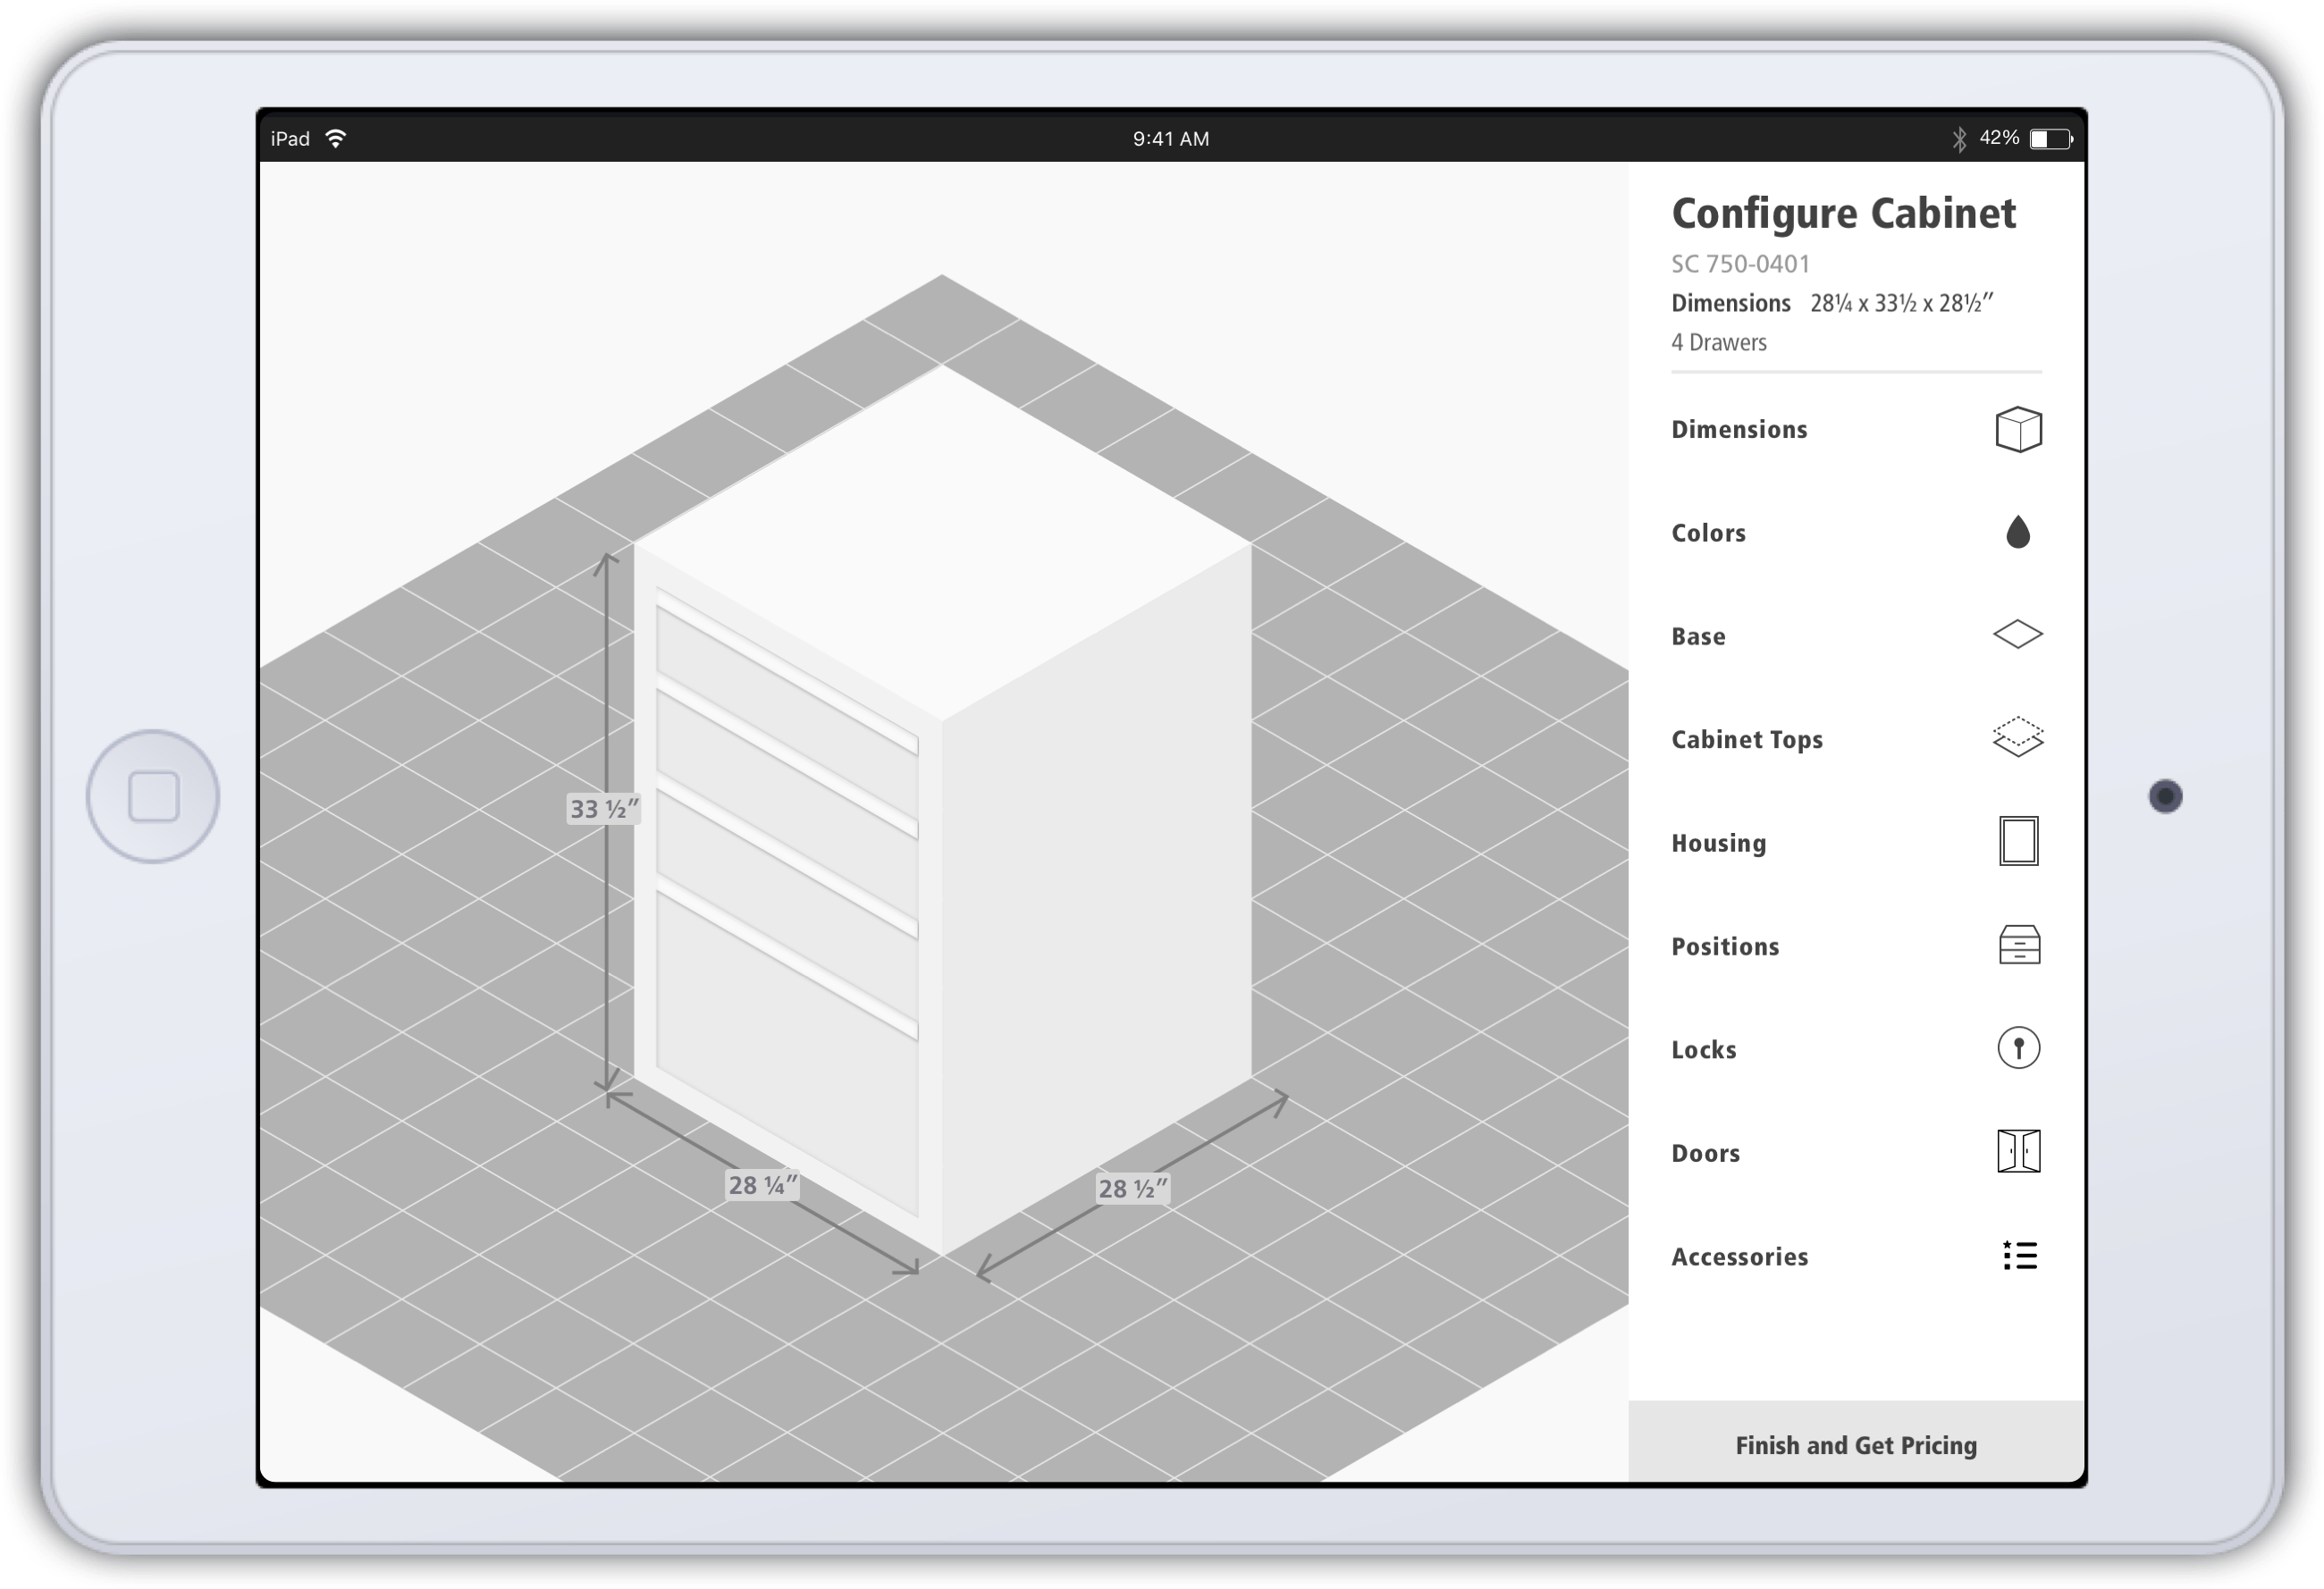 iPad
9:41 AM
42%
Configure Cabinet
SC 750-0401
Dimensions 28¼ x 33½ x 28½″
4 Drawers
Dimensions
Colors
Base
Cabinet Tops
Housing
Positions
Locks
Doors
Accessories
Finish and Get Pricing
33 ½″
28 ¼″
28 ½″